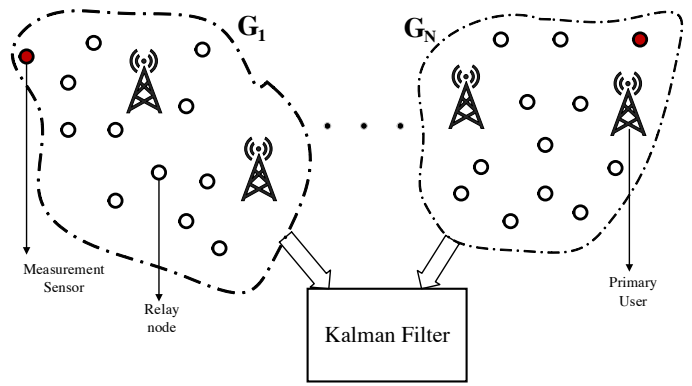 G1
GN
Measurement
Sensor
Relay
node
Primary
User
Kalman Filter